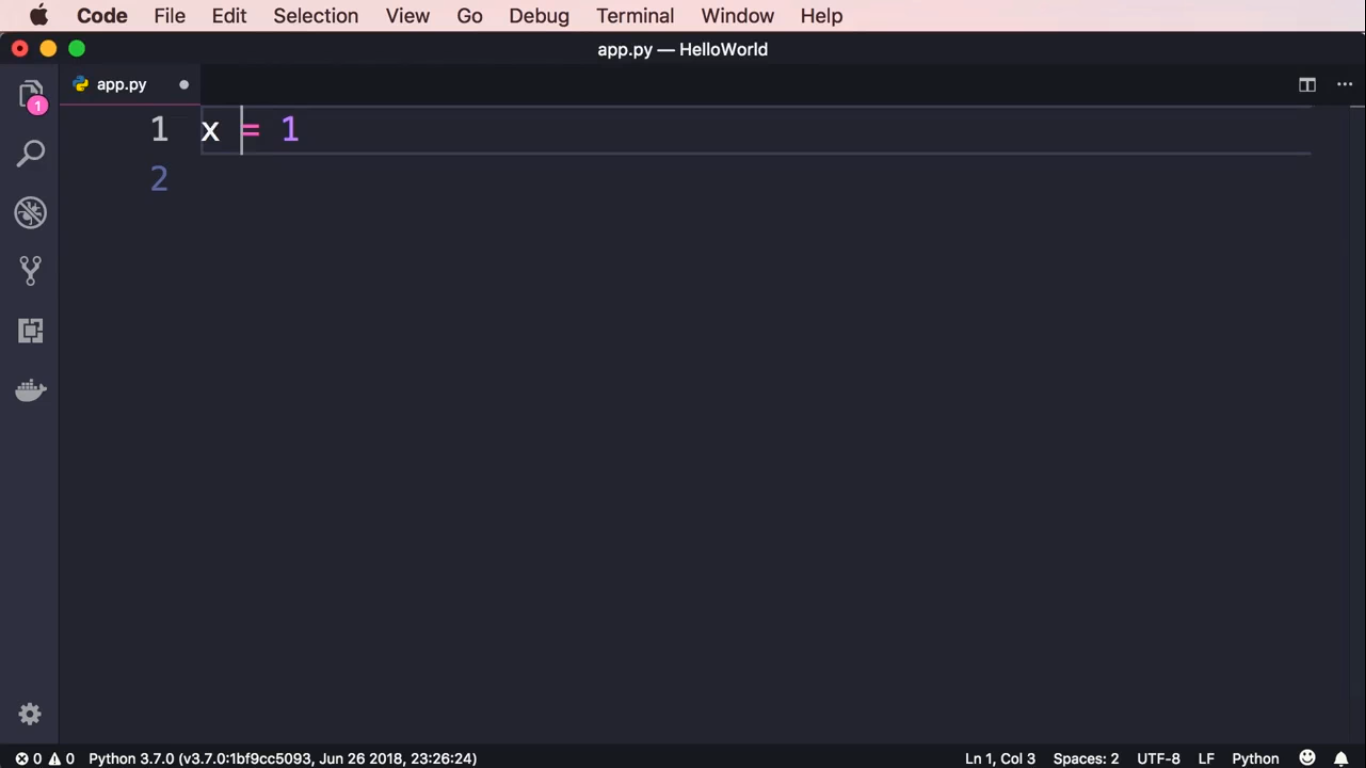 Code File Edit Selection View Go Debug Terminal Window Help
app.py — HelloWorld
app.py
1
1 x = 1
2
0 0 Python 3.7.0 (v3.7.0:1bf9cc5093, Jun 26 2018, 23:26:24) Ln 1, Col 3 Spaces: 2 UTF-8 LF Python